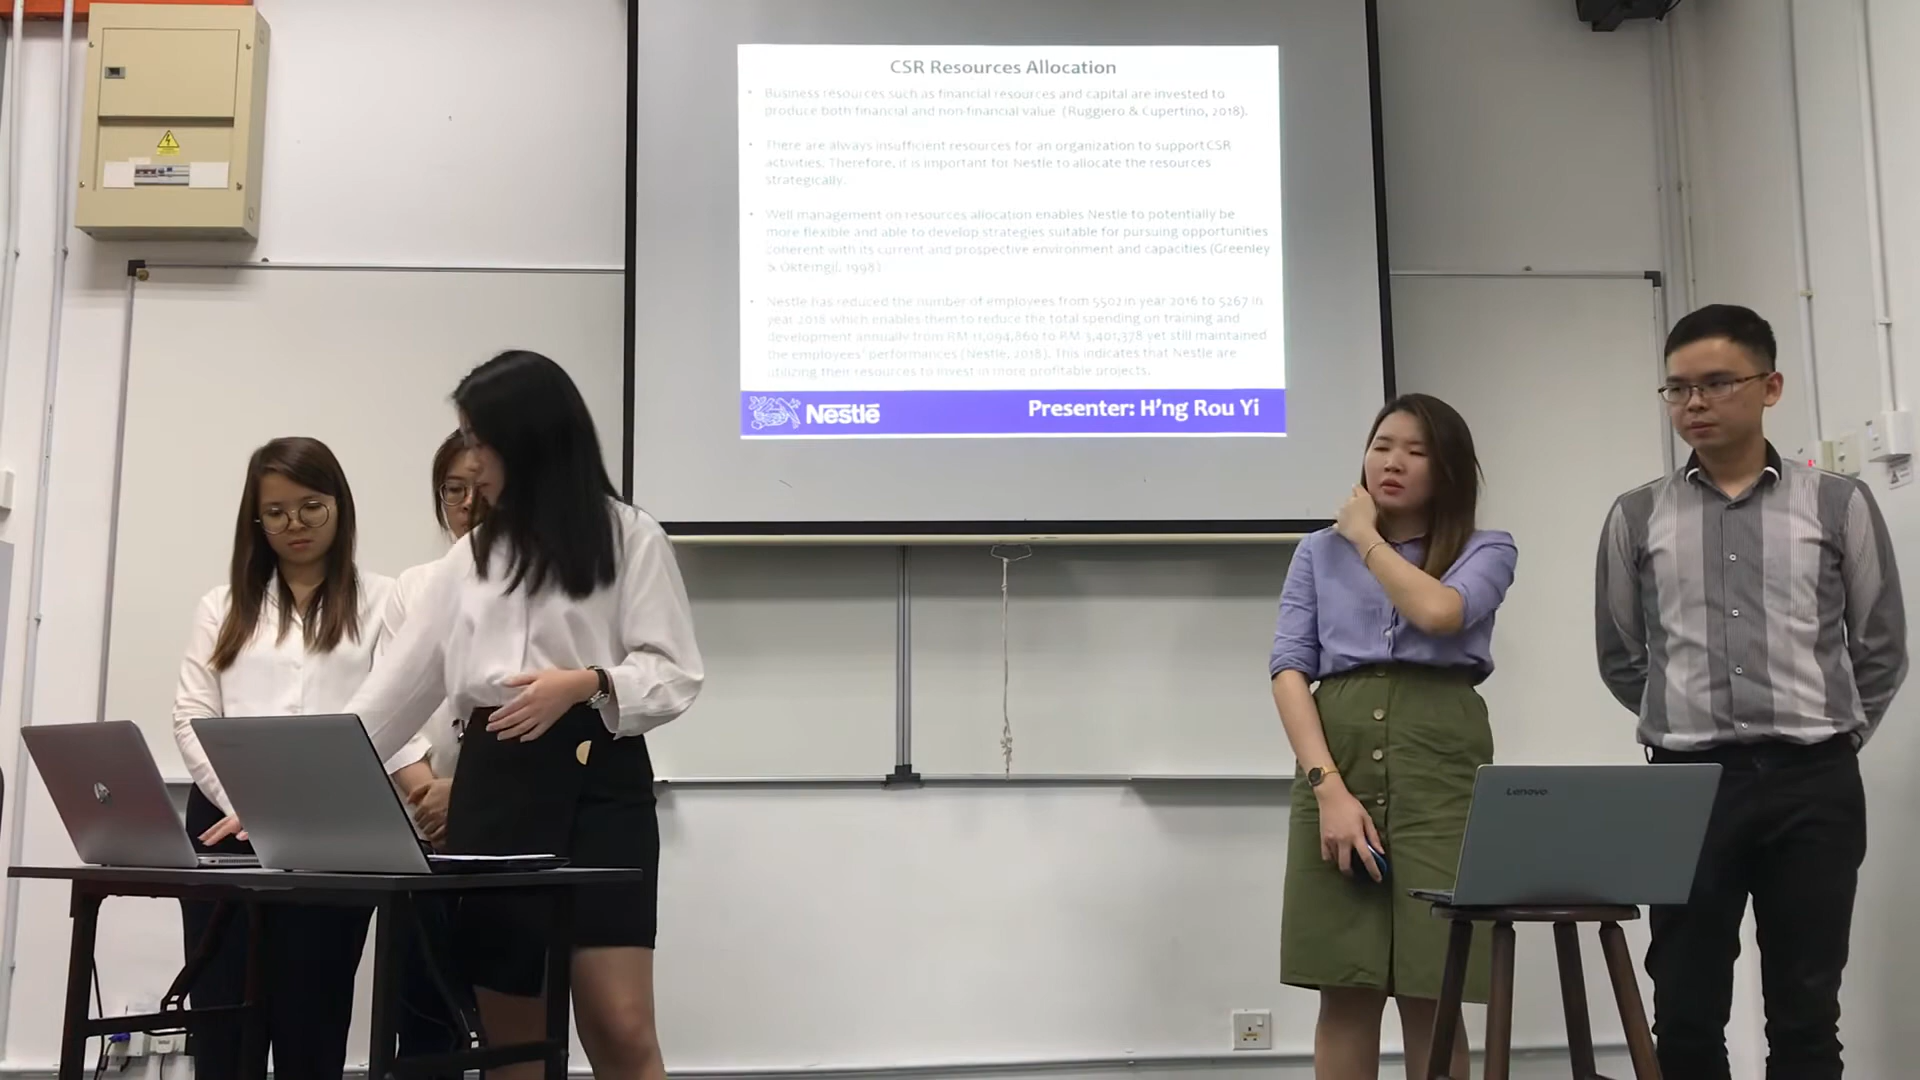 CSR Resources Allocation
• Business resources such as financial resources and capital are invested to
produce both financial and non-financial value (Ruggiero & Cupertino, 2018).
• There are always insufficient resources for an organization to support CSR
activities. Therefore, it is important for Nestle to allocate the resources
strategically.
• Well management on resources allocation enables Nestle to potentially be
more flexible and able to develop strategies suitable for pursuing opportunities
coherent with its current and prospective environment and capacities (Greenley
& Oktemgil, 1998)
• Nestle has reduced the number of employees from 5502 in year 2016 to 5267 in
year 2018 which enables them to reduce the total spending on training and
development annually from RM 11,094,860 to RM 3,401,378 yet still maintained
the employees' performances (Nestle, 2018). This indicates that Nestle are
utilizing their resources to invest in more profitable projects.
Nestlé
Presenter: H'ng Rou Yi
hp
Lenovo